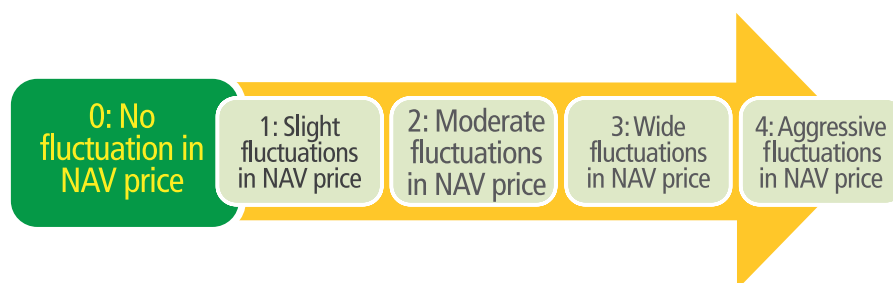 0: No
fluctuation in
NAV price
1: Slight
fluctuations
in NAV price
2: Moderate
fluctuations
in NAV price
3: Wide
fluctuations
in NAV price
4: Aggressive
fluctuations
in NAV price